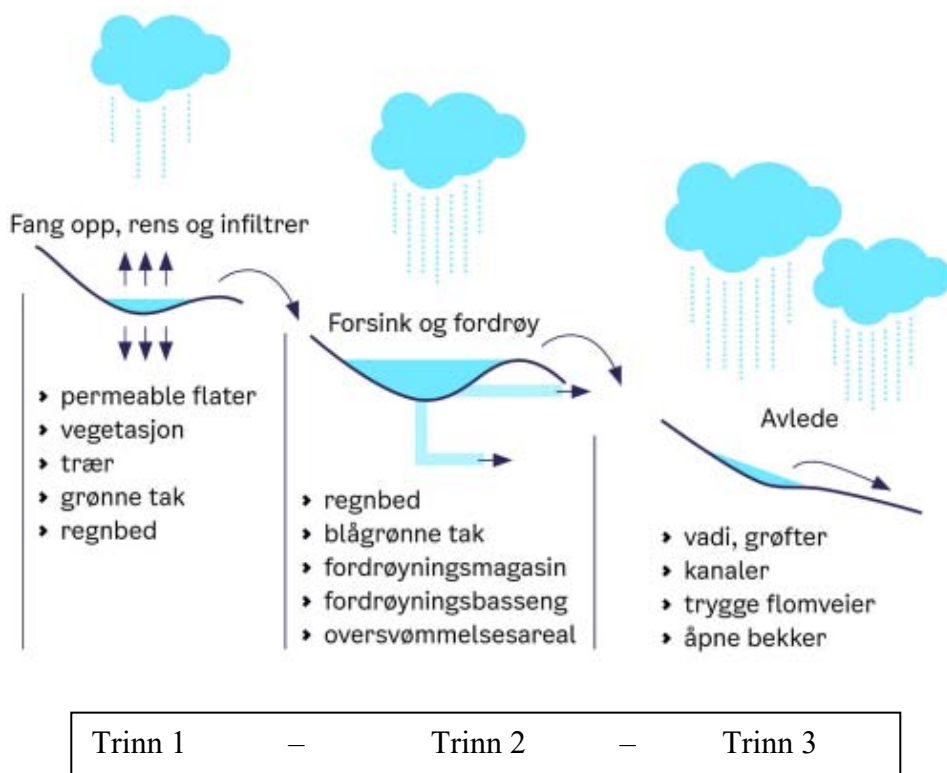 Fang opp, rens og infiltrer
permeable flater
vegetasjon
trær
grønne tak
regnbed
Forsink og fordrøy
regnbed
blågrønne tak
fordrøyningsmagasin
fordrøyningsbasseng
oversvømmelsesareal
Avlede
vadi, grøfter
kanaler
trygge flomveier
åpne bekker
Trinn 1 – Trinn 2 – Trinn 3